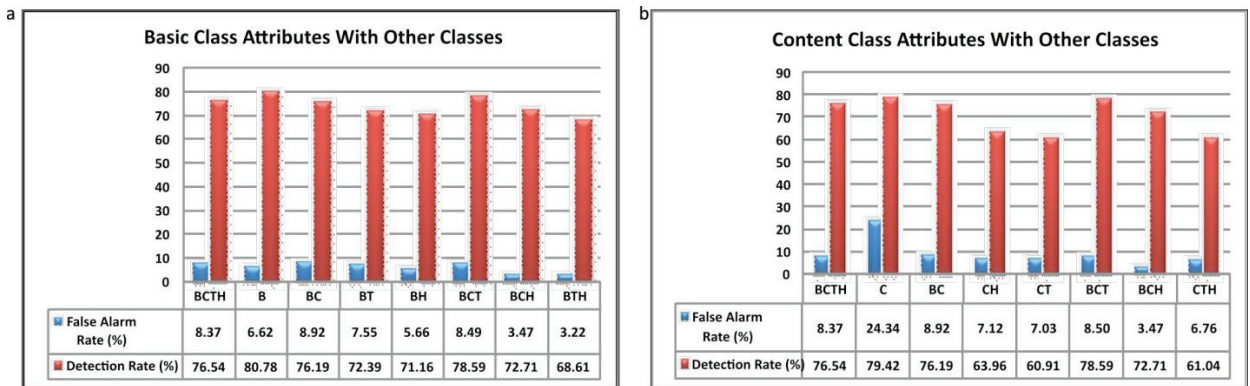 a
Basic Class Attributes With Other Classes
90
80
70
60
50
40
30
20
10
0
BCTH B BC BT BH BCT BCH BTH
False Alarm Rate (%) 8.37 6.62 8.92 7.55 5.66 8.49 3.47 3.22
Detection Rate (%) 76.54 80.78 76.19 72.39 71.16 78.59 72.71 68.61
b
Content Class Attributes With Other Classes
90
80
70
60
50
40
30
20
10
0
BCTH C BC CH CT BCT BCH CTH
False Alarm Rate (%) 8.37 24.34 8.92 7.12 7.03 8.50 3.47 6.76
Detection Rate (%) 76.54 79.42 76.19 63.96 60.91 78.59 72.71 61.04